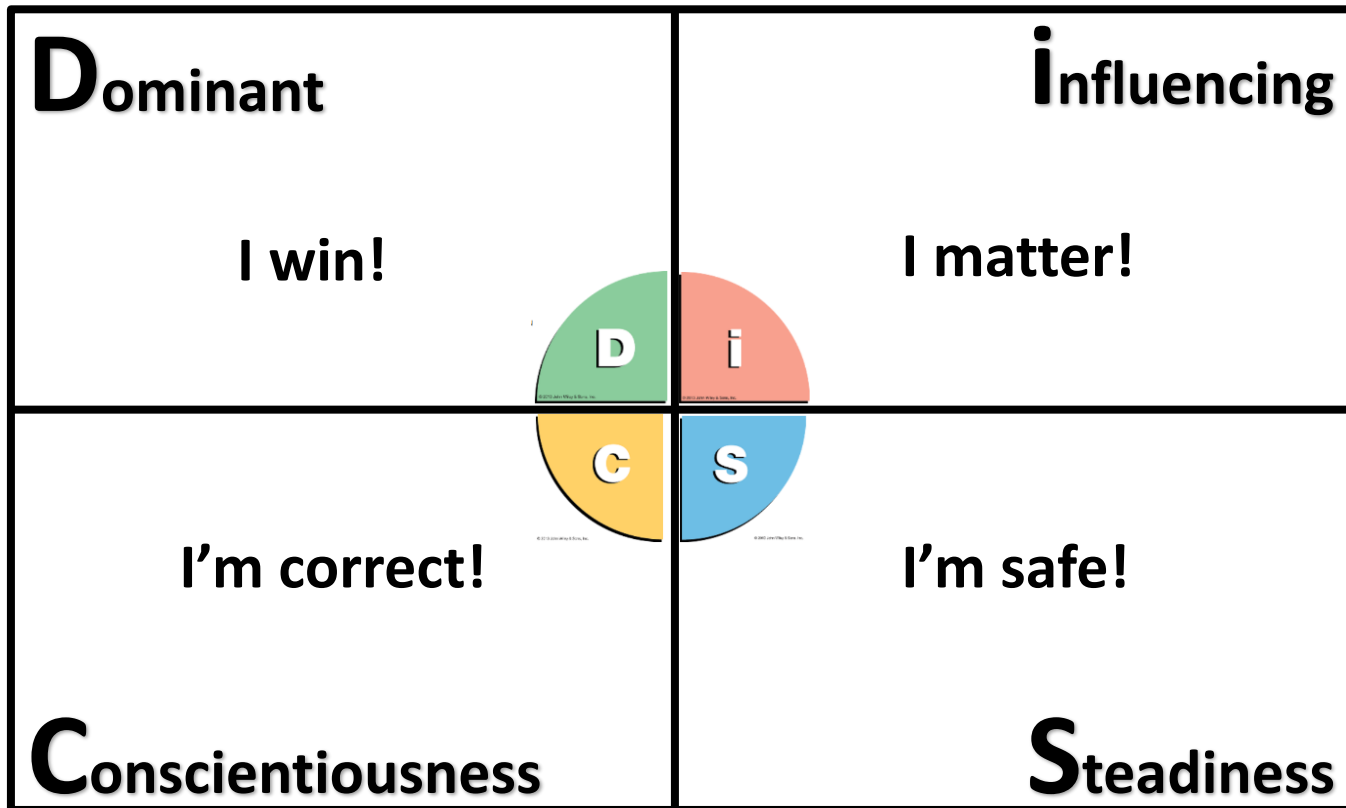 Dominant
influencing
I win!
I matter!
D
i
C
S
I’m correct!
I’m safe!
Conscientiousness
Steadiness